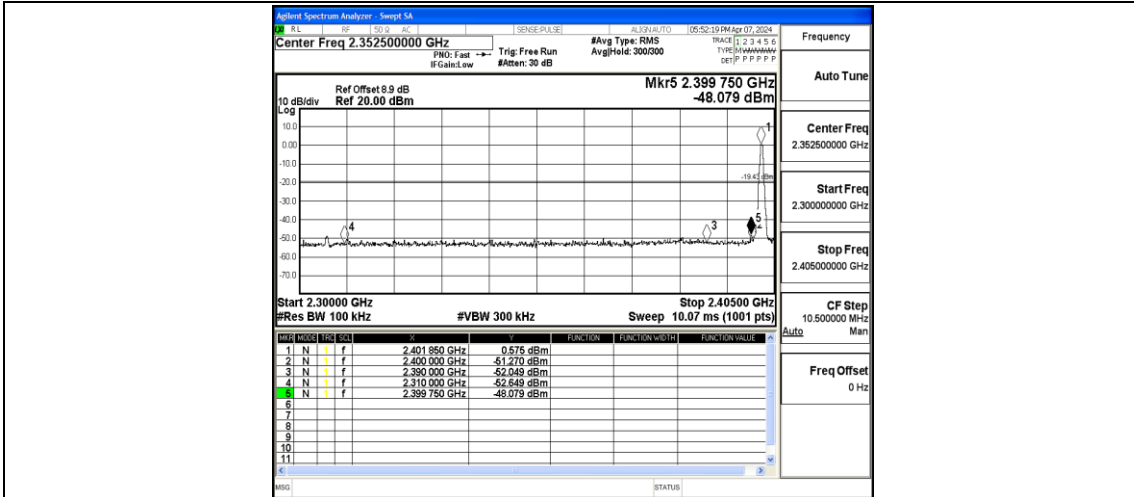 Agilent Spectrum Analyzer - Swept SA
RL RF 50 Ω AC SENSE:PULSE ALIGN AUTO 05:52:19 PM Apr 07, 2024
Center Freq 2.352500000 GHz
PNO: Fast
IFGain:Low
Trig: Free Run
#Atten: 30 dB
#Avg Type: RMS
Avg|Hold: 300/300
TRACE 1 2 3 4 5 6
TYPE
DET P P P P P P
Frequency
Mkr5 2.399 750 GHz
-48.079 dBm
Ref Offset 8.9 dB
10 dB/div Ref 20.00 dBm
Log
10.0
0.00
-10.0
-20.0
-30.0
-40.0
-50.0
-60.0
-70.0
1
4
3
5
Start 2.30000 GHz Stop 2.40500 GHz
#Res BW 100 kHz #VBW 300 kHz Sweep 10.07 ms (1001 pts)
MKR MODE TRC SCL X Y FUNCTION FUNCTION WIDTH FUNCTION VALUE
1 N 1 f 2.401 850 GHz 0.575 dBm
2 N 1 f 2.400 000 GHz -51.270 dBm
3 N 1 f 2.390 000 GHz -52.049 dBm
4 N 1 f 2.310 000 GHz -52.649 dBm
5 N 1 f 2.399 750 GHz -48.079 dBm
6
7
8
9
10
11
MSG STATUS
Auto Tune
Center Freq
2.352500000 GHz
Start Freq
2.300000000 GHz
Stop Freq
2.405000000 GHz
CF Step
10.500000 MHz
Auto Man
Freq Offset
0 Hz